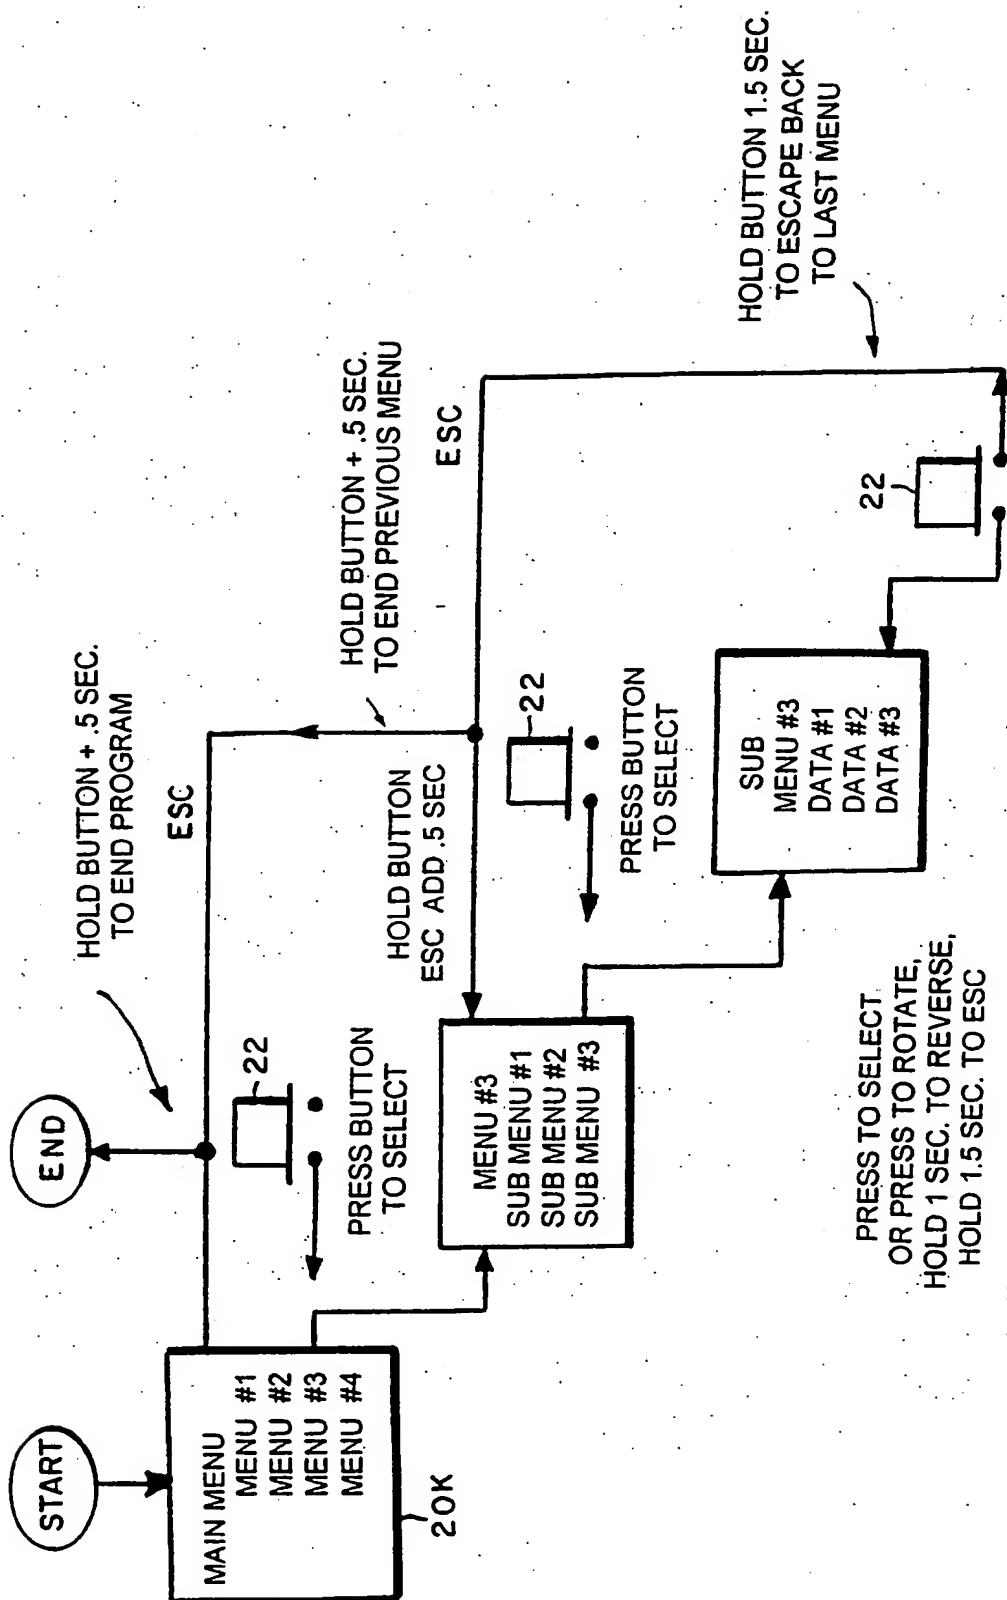 START
END
HOLD BUTTON + .5 SEC.
TO END PROGRAM
ESC
MAIN MENU
MENU #1
MENU #2
MENU #3
MENU #4
20K
22
PRESS BUTTON
TO SELECT
HOLD BUTTON + .5 SEC.
TO END PREVIOUS MENU
HOLD BUTTON
ESC ADD .5 SEC
ESC
MENU #3
SUB MENU #1
SUB MENU #2
SUB MENU #3
22
PRESS BUTTON
TO SELECT
HOLD BUTTON 1.5 SEC.
TO ESCAPE BACK
TO LAST MENU
SUB
MENU #3
DATA #1
DATA #2
DATA #3
22
PRESS TO SELECT
OR PRESS TO ROTATE,
HOLD 1 SEC. TO REVERSE,
HOLD 1.5 SEC. TO ESC